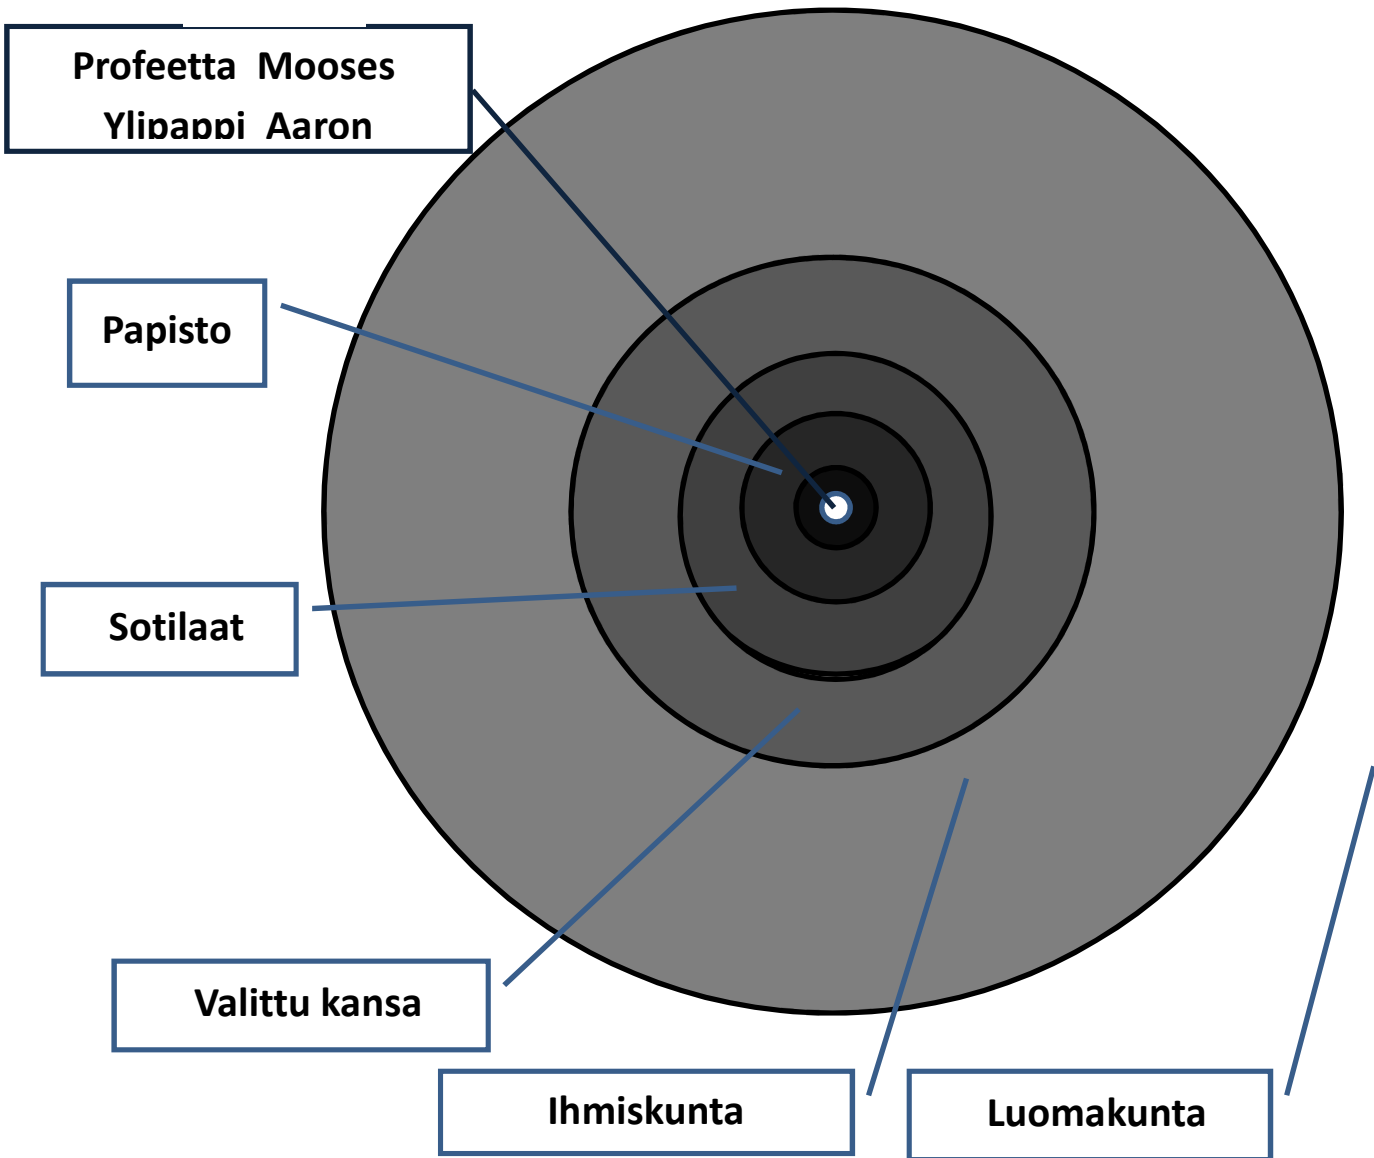 Profeetta Mooses
Ylipappi Aaron
Papisto
Sotilaat
Valittu kansa
Ihmiskunta
Luomakunta